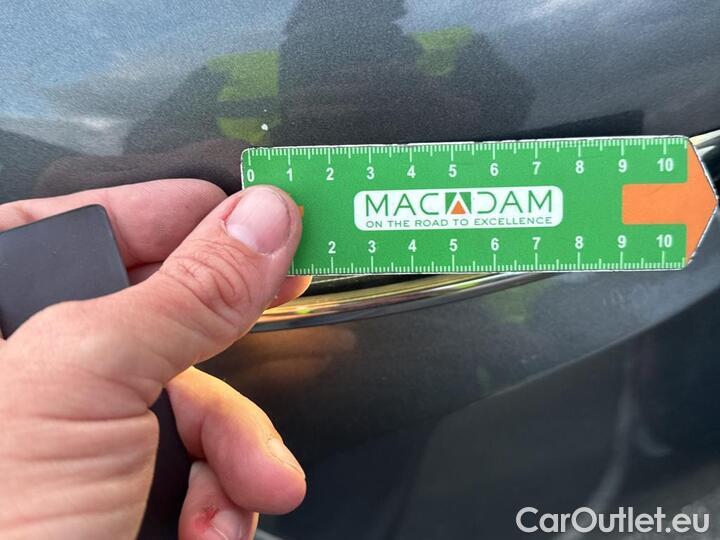 0 1 2 3 4 5 6 7 8 9 10
MACADAM
ON THE ROAD TO EXCELLENCE
2 3 4 5 6 7 8 9 10
CarOutlet.eu